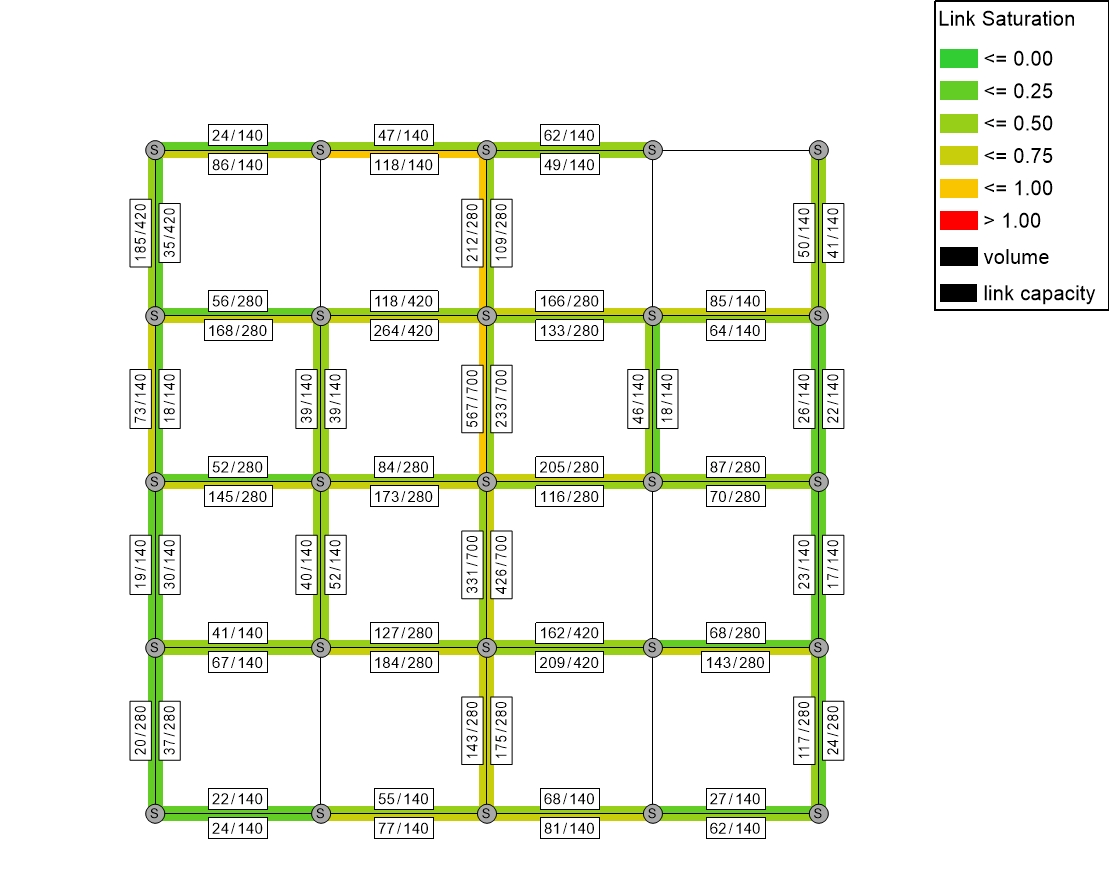 Link Saturation
<= 0.00
<= 0.25
<= 0.50
<= 0.75
<= 1.00
> 1.00
volume
link capacity
24/140 47/140 62/140
S S S S S
86/140 118/140 49/140
185/420 35/420 212/280 109/280 50/140 41/140
56/280 118/420 166/280 85/140
S S S S S
168/280 264/420 133/280 64/140
73/140 18/140 39/140 39/140 567/700 233/700 46/140 18/140 26/140 22/140
52/280 84/280 205/280 87/280
S S S S S
145/280 173/280 116/280 70/280
19/140 30/140 40/140 52/140 331/700 426/700 23/140 17/140
41/140 127/280 162/420 68/280
S S S S S
67/140 184/280 209/420 143/280
20/280 37/280 143/280 175/280 117/280 24/280
22/140 55/140 68/140 27/140
S S S S S
24/140 77/140 81/140 62/140